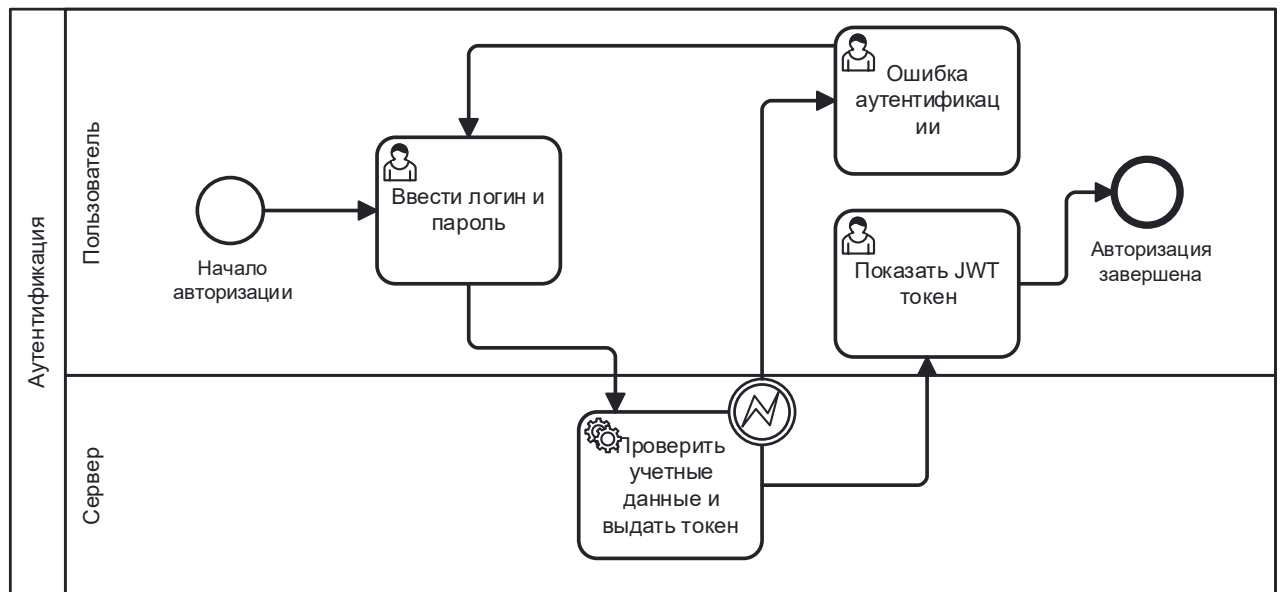 Аутентификация
Пользователь
Начало
авторизации
Ввести логин и
пароль
Ошибка
аутентификац
ии
Показать JWT
токен
Авторизация
завершена
Сервер
Проверить
учетные
данные и
выдать токен